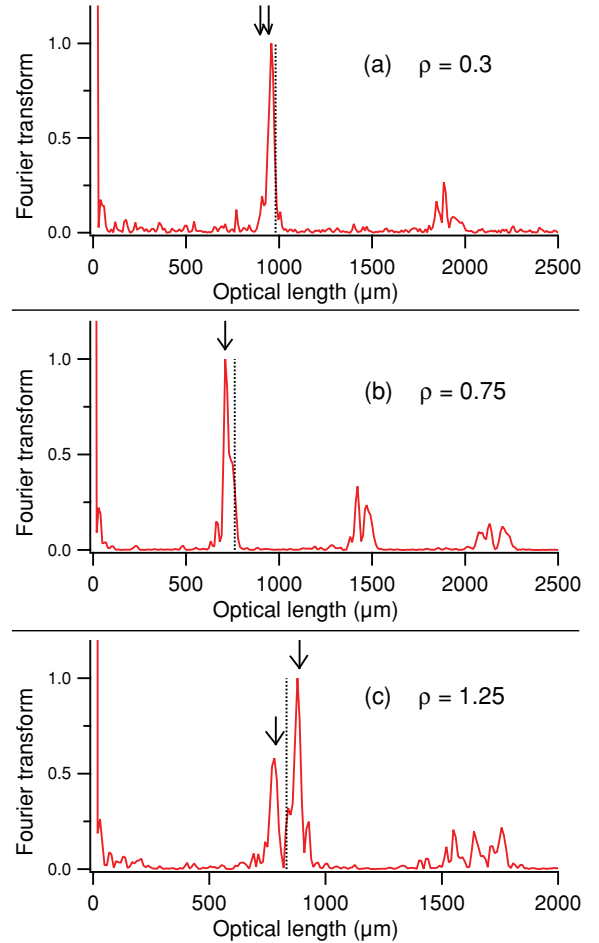 1.0
0.5
0.0
Fourier transform
(a) ρ = 0.3
0 500 1000 1500 2000 2500
Optical length (µm)
1.0
0.5
0.0
Fourier transform
(b) ρ = 0.75
0 500 1000 1500 2000 2500
Optical length (µm)
1.0
0.5
0.0
Fourier transform
(c) ρ = 1.25
0 500 1000 1500 2000
Optical length (µm)